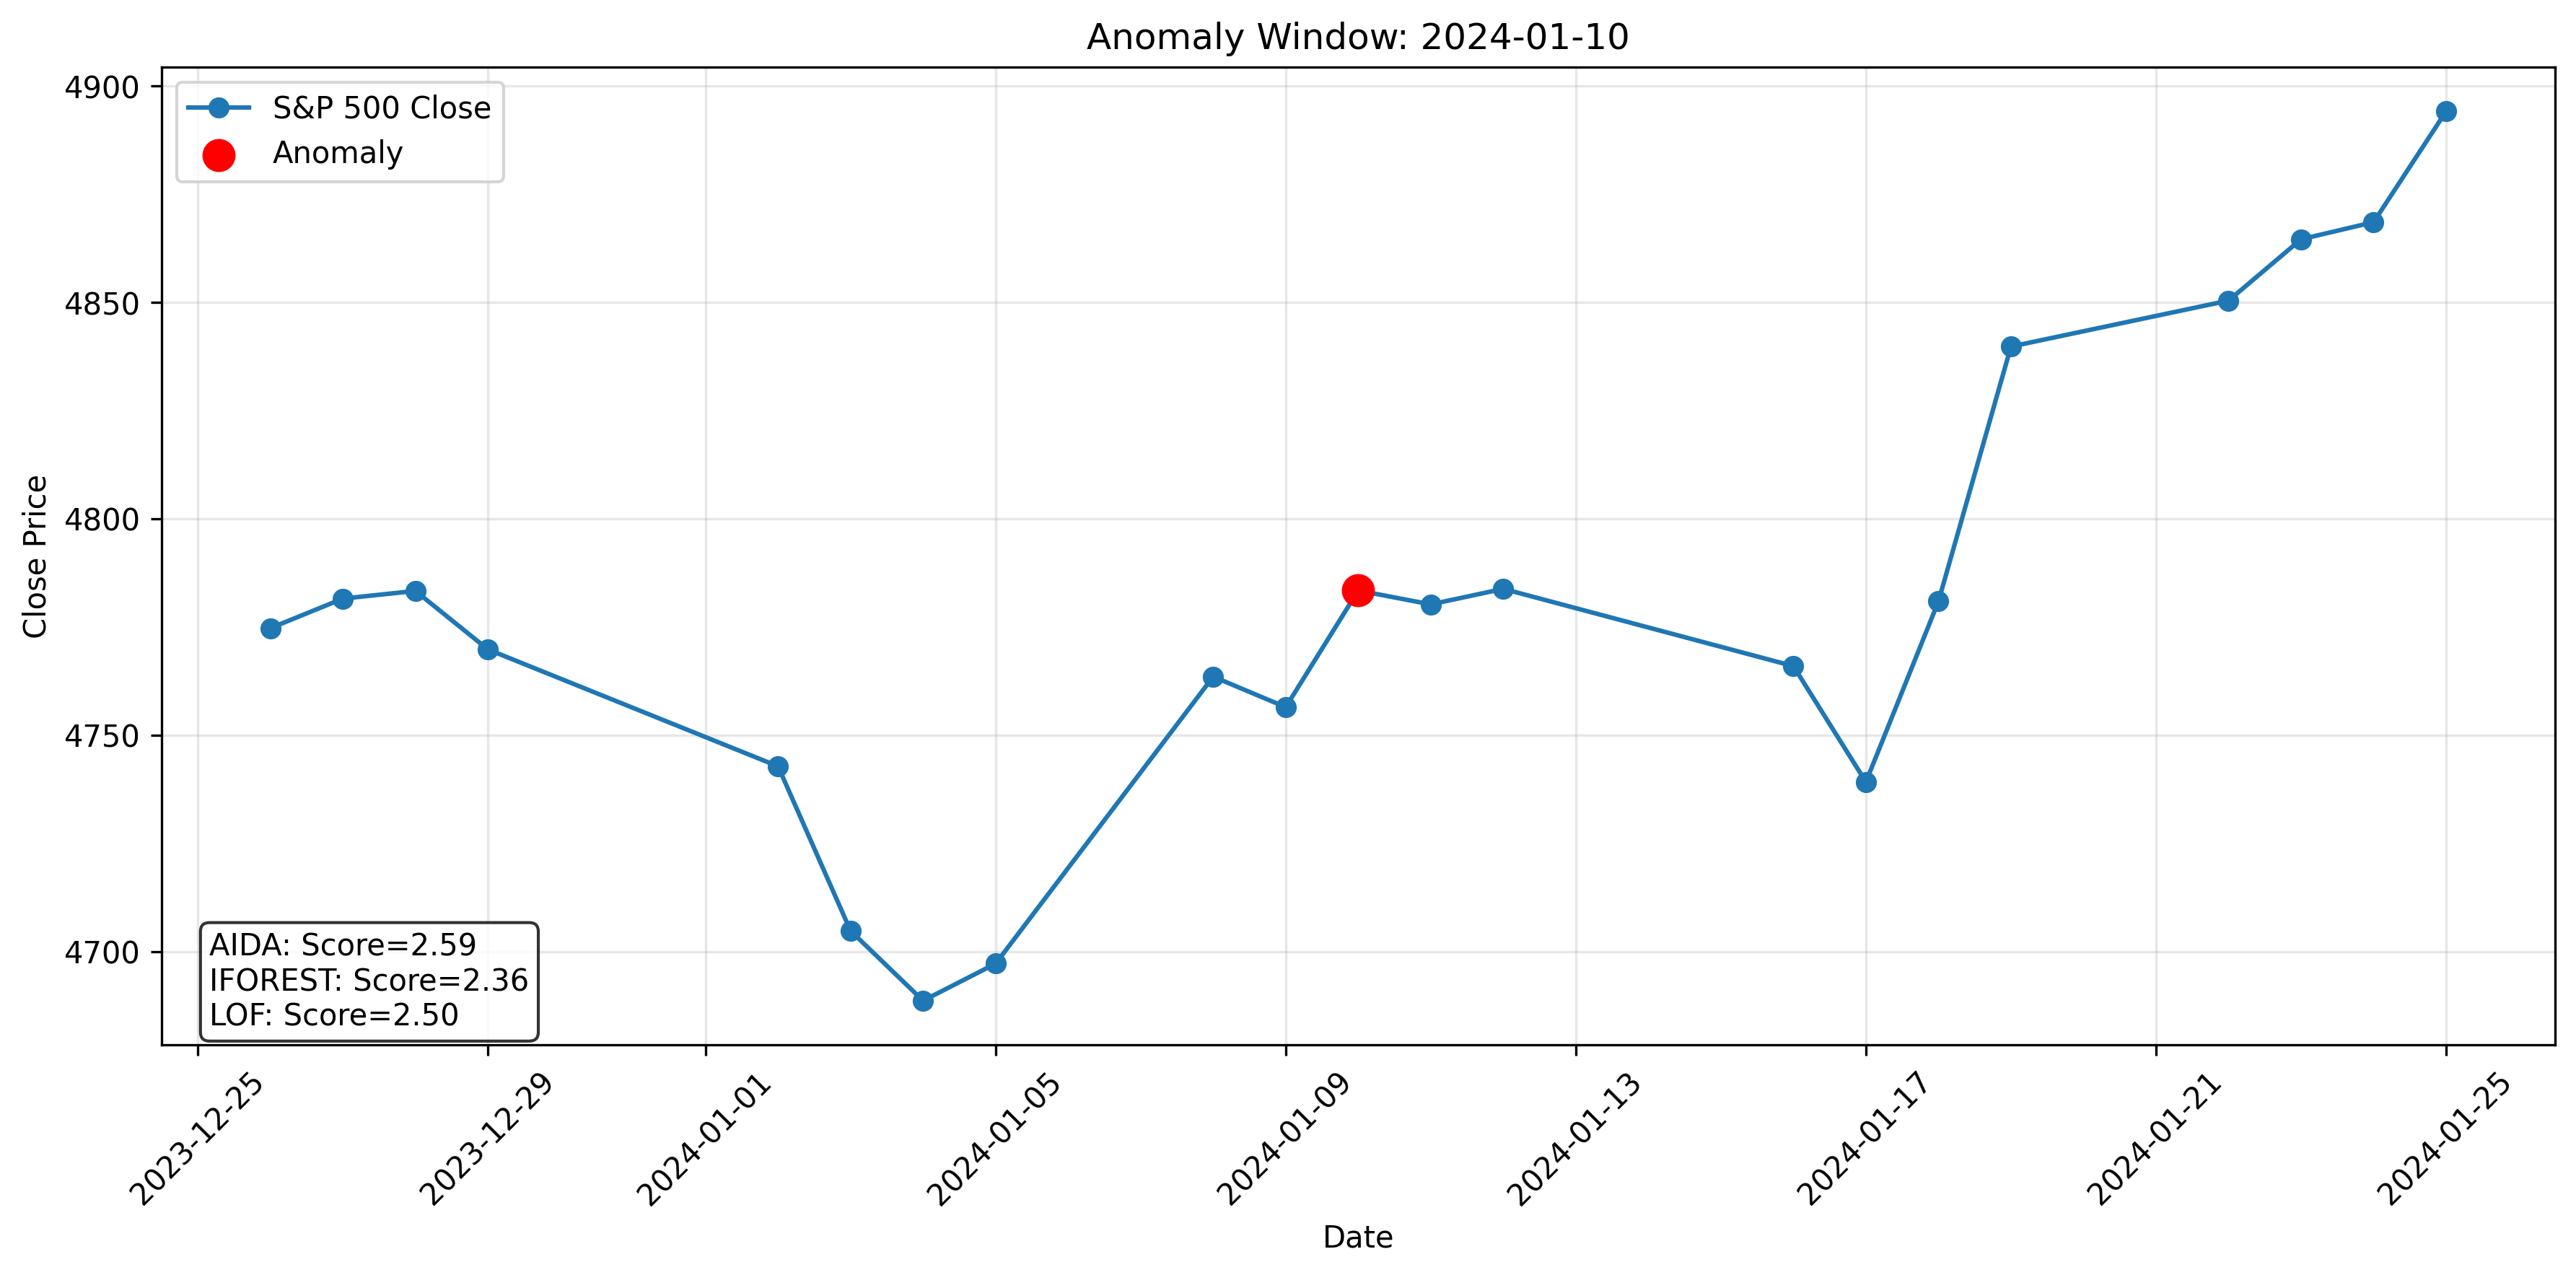 Anomaly Window: 2024-01-10
4900
4850
4800
4750
4700
Close Price
S&P 500 Close
Anomaly
AIDA: Score=2.59
IFOREST: Score=2.36
LOF: Score=2.50
2023-12-25
2023-12-29
2024-01-01
2024-01-05
2024-01-09
2024-01-13
2024-01-17
2024-01-21
2024-01-25
Date